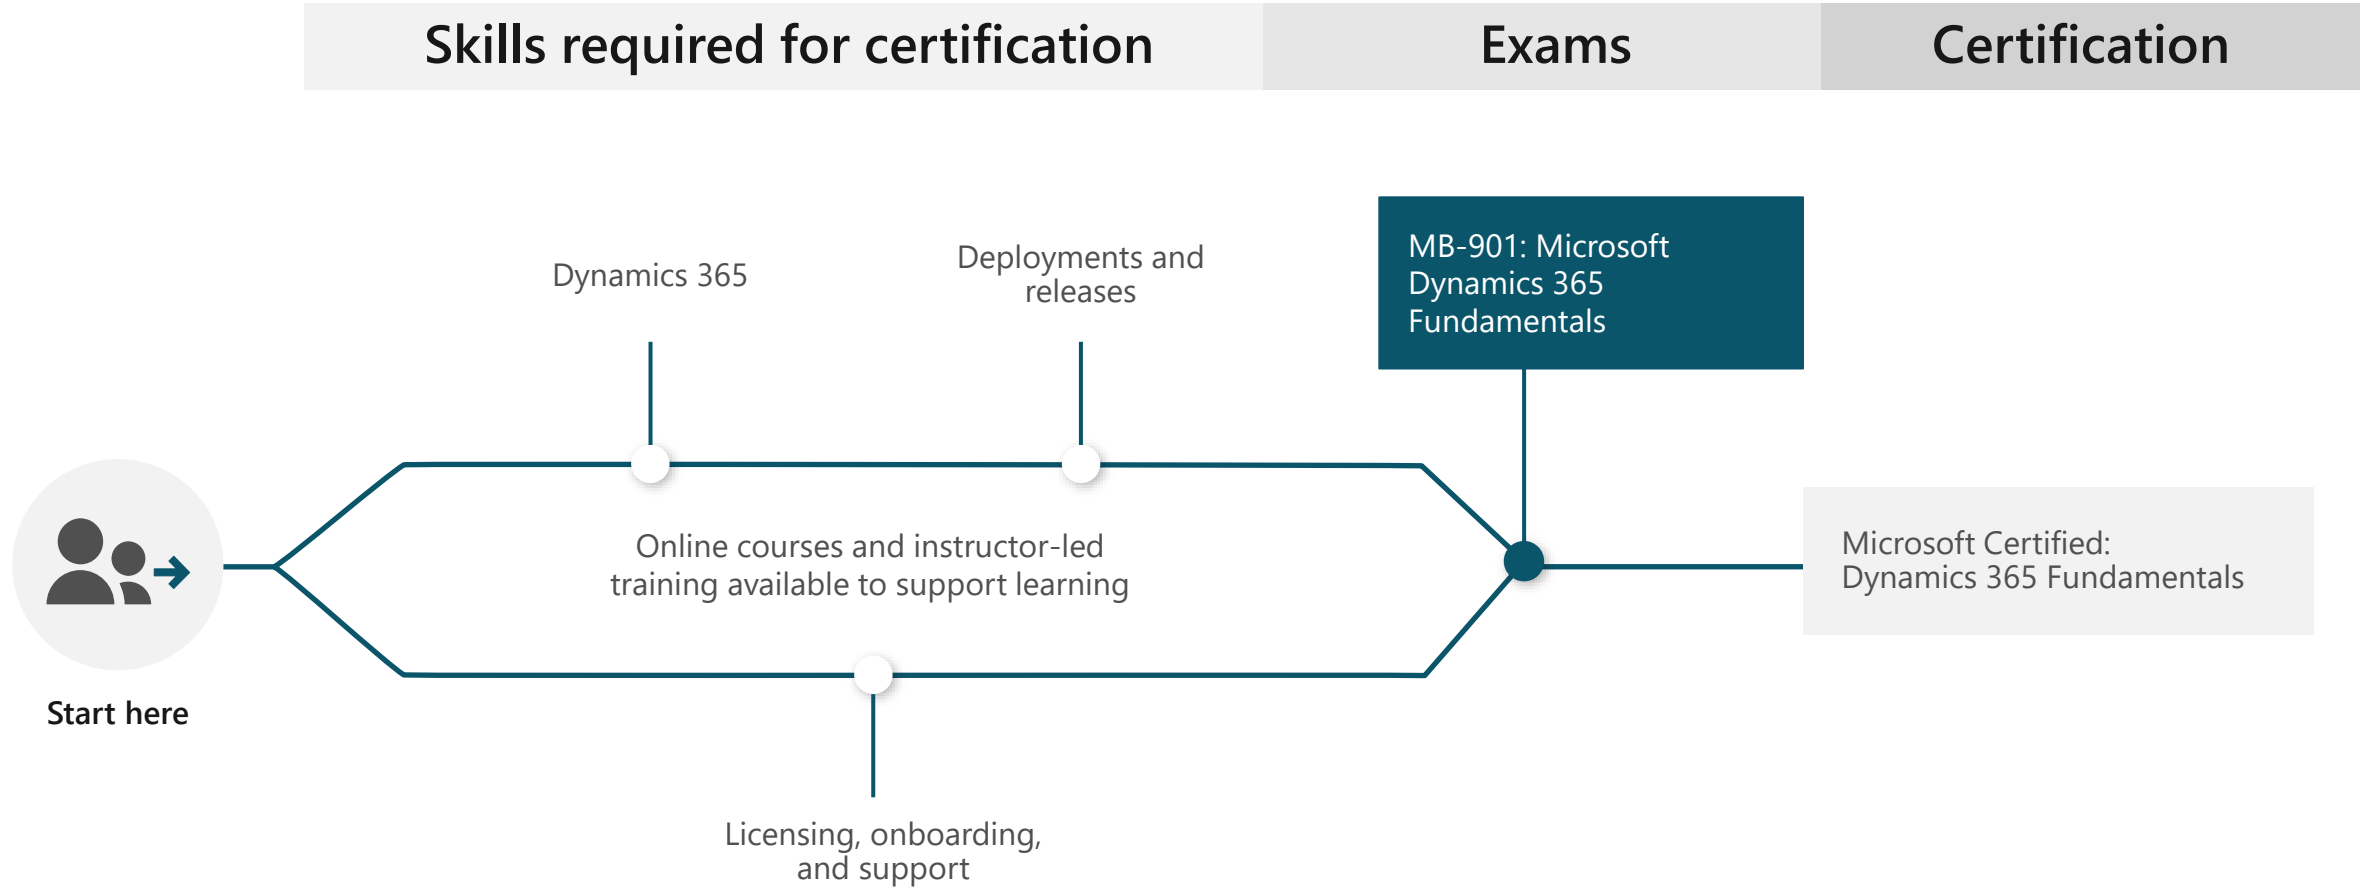 Skills required for certification
Exams
Certification
Dynamics 365
Deployments and
releases
MB-901: Microsoft
Dynamics 365
Fundamentals
Online courses and instructor-led
training available to support learning
Microsoft Certified:
Dynamics 365 Fundamentals
Start here
Licensing, onboarding,
and support